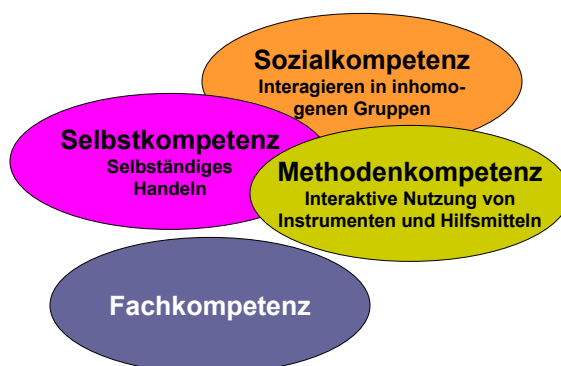 Sozialkompetenz
Interagieren in inhomo-
genen Gruppen
Selbstkompetenz
Selbständiges
Handeln
Methodenkompetenz
Interaktive Nutzung von
Instrumenten und Hilfsmitteln
Fachkompetenz